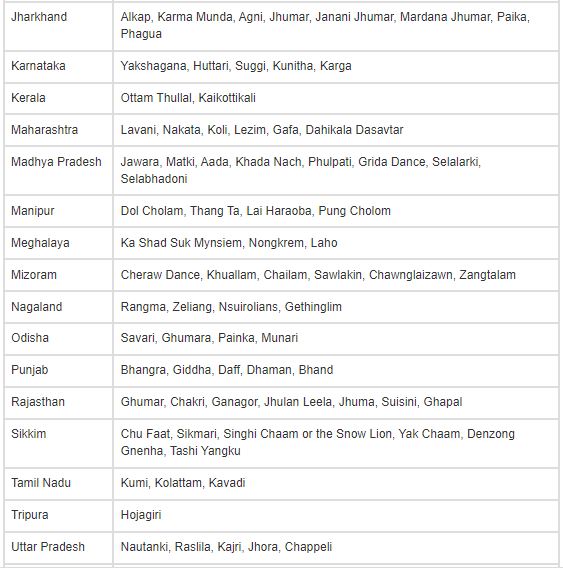 Jharkhand
Alkap, Karma Munda, Agni, Jhumar, Janani Jhumar, Mardana Jhumar, Paika,
Phagua
Karnataka
Yakshagana, Huttari, Suggi, Kunitha, Karga
Kerala
Ottam Thullal, Kaikottikali
Maharashtra
Lavani, Nakata, Koli, Lezim, Gafa, Dahikala Dasavtar
Madhya Pradesh
Jawara, Matki, Aada, Khada Nach, Phulpati, Grida Dance, Selalarki,
Selabhadoni
Manipur
Dol Cholam, Thang Ta, Lai Haraoba, Pung Cholom
Meghalaya
Ka Shad Suk Mynsiem, Nongkrem, Laho
Mizoram
Cheraw Dance, Khuallam, Chailam, Sawlakin, Chawnglaizawn, Zangtalam
Nagaland
Rangma, Zeliang, Nsuirolians, Gethinglim
Odisha
Savari, Ghumara, Painka, Munari
Punjab
Bhangra, Giddha, Daff, Dhaman, Bhand
Rajasthan
Ghumar, Chakri, Ganagor, Jhulan Leela, Jhuma, Suisini, Ghapal
Sikkim
Chu Faat, Sikmari, Singhi Chaam or the Snow Lion, Yak Chaam, Denzong
Gnenha, Tashi Yangku
Tamil Nadu
Kumi, Kolattam, Kavadi
Tripura
Hojagiri
Uttar Pradesh
Nautanki, Raslila, Kajri, Jhora, Chappeli